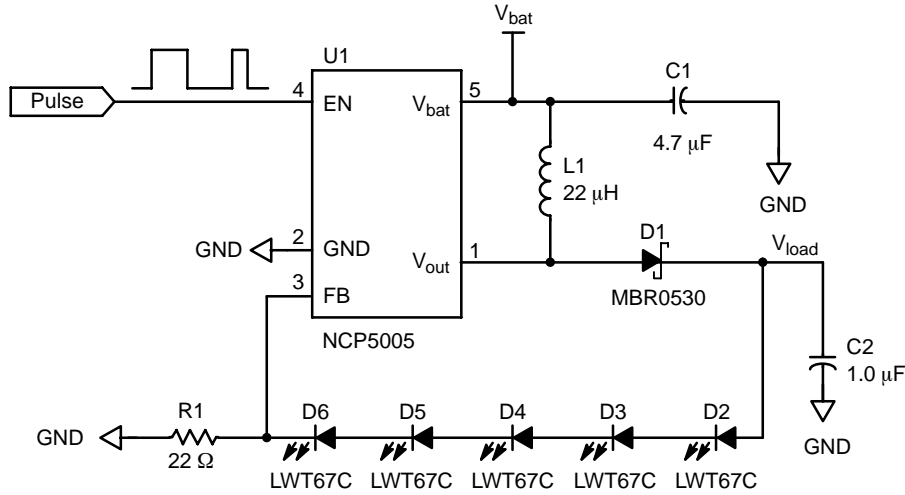 V_bat
U1
C1
Pulse
4
EN
V_bat
5
4.7 μF
L1
22 μH
GND
GND
2
GND
V_out
1
D1
V_load
3
FB
MBR0530
NCP5005
C2
1.0 μF
R1
D6
D5
D4
D3
D2
GND
GND
22 Ω
LWT67C
LWT67C
LWT67C
LWT67C
LWT67C